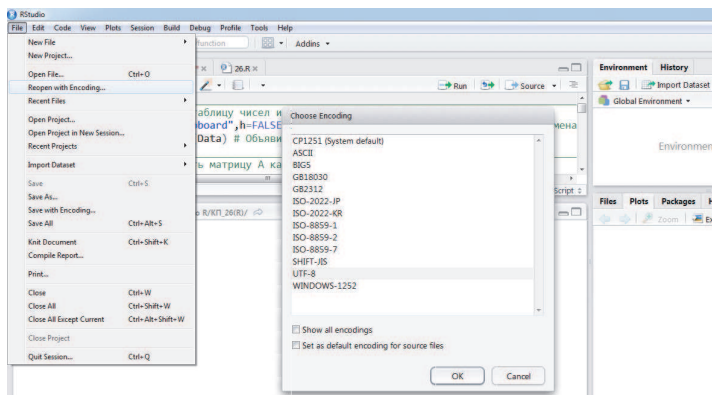 RStudio
File Edit Code View Plots Session Build Debug Profile Tools Help
New File
New Project...
Open File... Ctrl+O
Reopen with Encoding...
Recent Files
Open Project...
Open Project in New Session...
Recent Projects
Import Dataset
Save Ctrl+S
Save As...
Save with Encoding...
Save All Ctrl+Alt+S
Knit Document Ctrl+Shift+K
Compile Report...
Print...
Close Ctrl+W
Close All Ctrl+Shift+W
Close All Except Current Ctrl+Alt+Shift+W
Close Project
Quit Session... Ctrl+Q
function Addins
26.R
Run Source
аблицу чисел и
board",h=FALSE
Data) # Объяви
ь матрицу А ка
мена
Script
R/КП_26(R)/
Choose Encoding
CP1251 (System default)
ASCII
BIG5
GB18030
GB2312
ISO-2022-JP
ISO-2022-KR
ISO-8859-1
ISO-8859-2
ISO-8859-7
SHIFT-JIS
UTF-8
WINDOWS-1252
Show all encodings
Set as default encoding for source files
OK Cancel
Environment History
Import Dataset
Global Environment
Environmen
Files Plots Packages
Zoom Ex